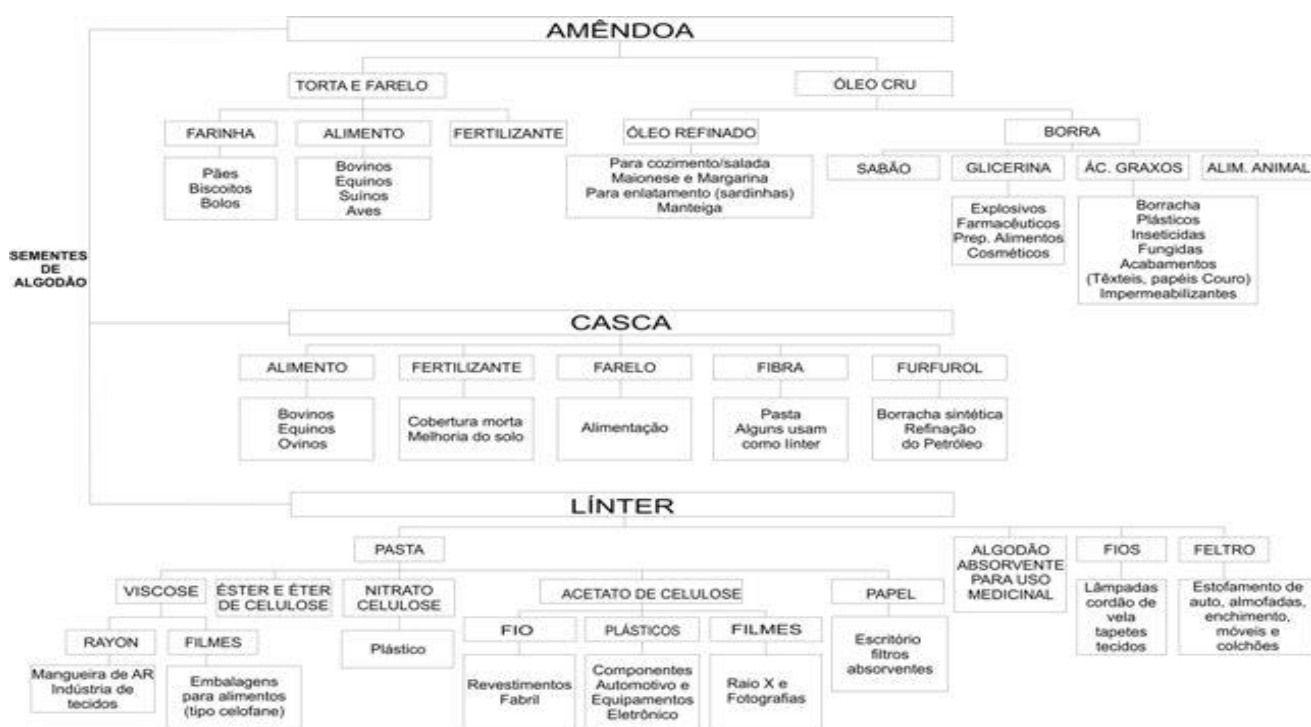 AMÊNDOA
TORTA E FARELO
ÓLEO CRU
FARINHA
ALIMENTO
FERTILIZANTE
ÓLEO REFINADO
BORRA
Pães
Biscoitos
Bolos
Bovinos
Equinos
Suínos
Aves
Para cozimento/salada
Maionese e Margarina
Para enlatamento (sardinhas)
Manteiga
SABÃO
GLICERINA
ÁC. GRAXOS
ALIM. ANIMAL
Explosivos
Farmacêuticos
Prep. Alimentos
Cosméticos
Borracha
Plásticos
Inseticidas
Fungidas
Acabamentos
(Têxteis, papéis Couro)
Impermeabilizantes
SEMENTES
DE
ALGODÃO
CASCA
ALIMENTO
FERTILIZANTE
FARELO
FIBRA
FURFUROL
Bovinos
Equinos
Ovinos
Cobertura morta
Melhoria do solo
Alimentação
Pasta
Alguns usam
como línter
Borracha sintética
Refinação
do Petróleo
LÍNTER
PASTA
ALGODÃO
ABSORVENTE
PARA USO
MEDICINAL
FIOS
FELTRO
Lâmpadas
cordão de
vela
tapetes
tecidos
Estofamento de
auto, almofadas,
enchimento,
móveis e
colchões
VISCOSE
ÉSTER E ÉTER
DE CELULOSE
NITRATO
CELULOSE
ACETATO DE CELULOSE
PAPEL
RAYON
FILMES
Plástico
FIO
PLÁSTICOS
FILMES
Escritório
filtros
absorventes
Mangueira de AR
Indústria de
tecidos
Embalagens
para alimentos
(tipo celofane)
Revestimentos
Fabril
Componentes
Automotivo e
Equipamentos
Eletrônico
Raio X e
Fotografias